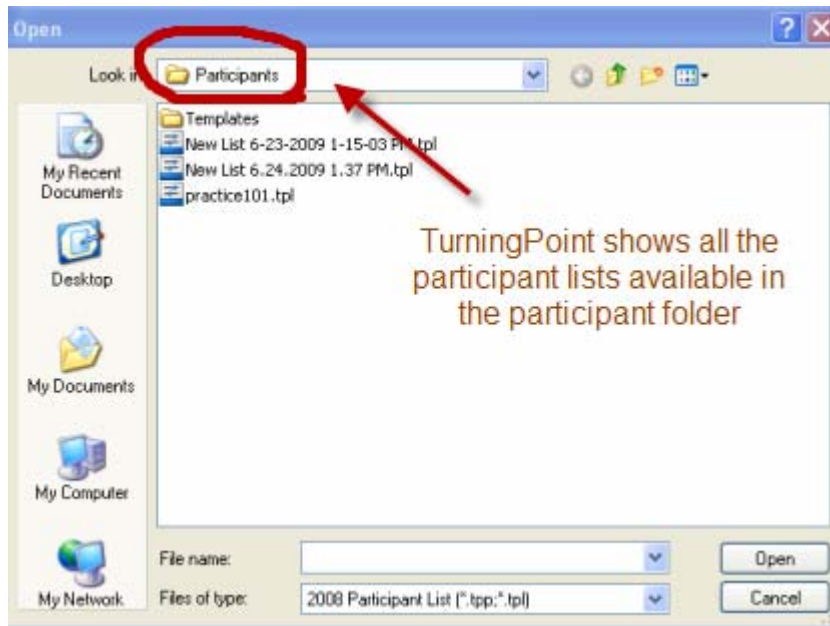 Open
Look in
Participants
Templates
New List 6-23-2009 1-15-03 PM.tpl
New List 6.24.2009 1.37 PM.tpl
practice101.tpl
My Recent
Documents
Desktop
My Documents
My Computer
My Network
TurningPoint shows all the
participant lists available in
the participant folder
File name:
Open
Files of type:
2008 Participant List (*.tpp;*.tpl)
Cancel